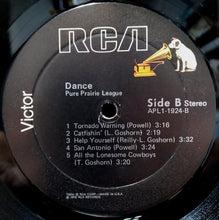 RCA
Victor
Dance
Pure Prairie League
Side B Stereo
APL1-1924-B
1 Tornado Warning (Powell) 3:16
2 Catfishin' (L. Goshorn) 2:19
3 Help Yourself (Reilly-L. Goshorn) 3:32
4 San Antonio (Powell) 3:54
5 All the Lonesome Cowboys
(T. Goshorn) 5:24